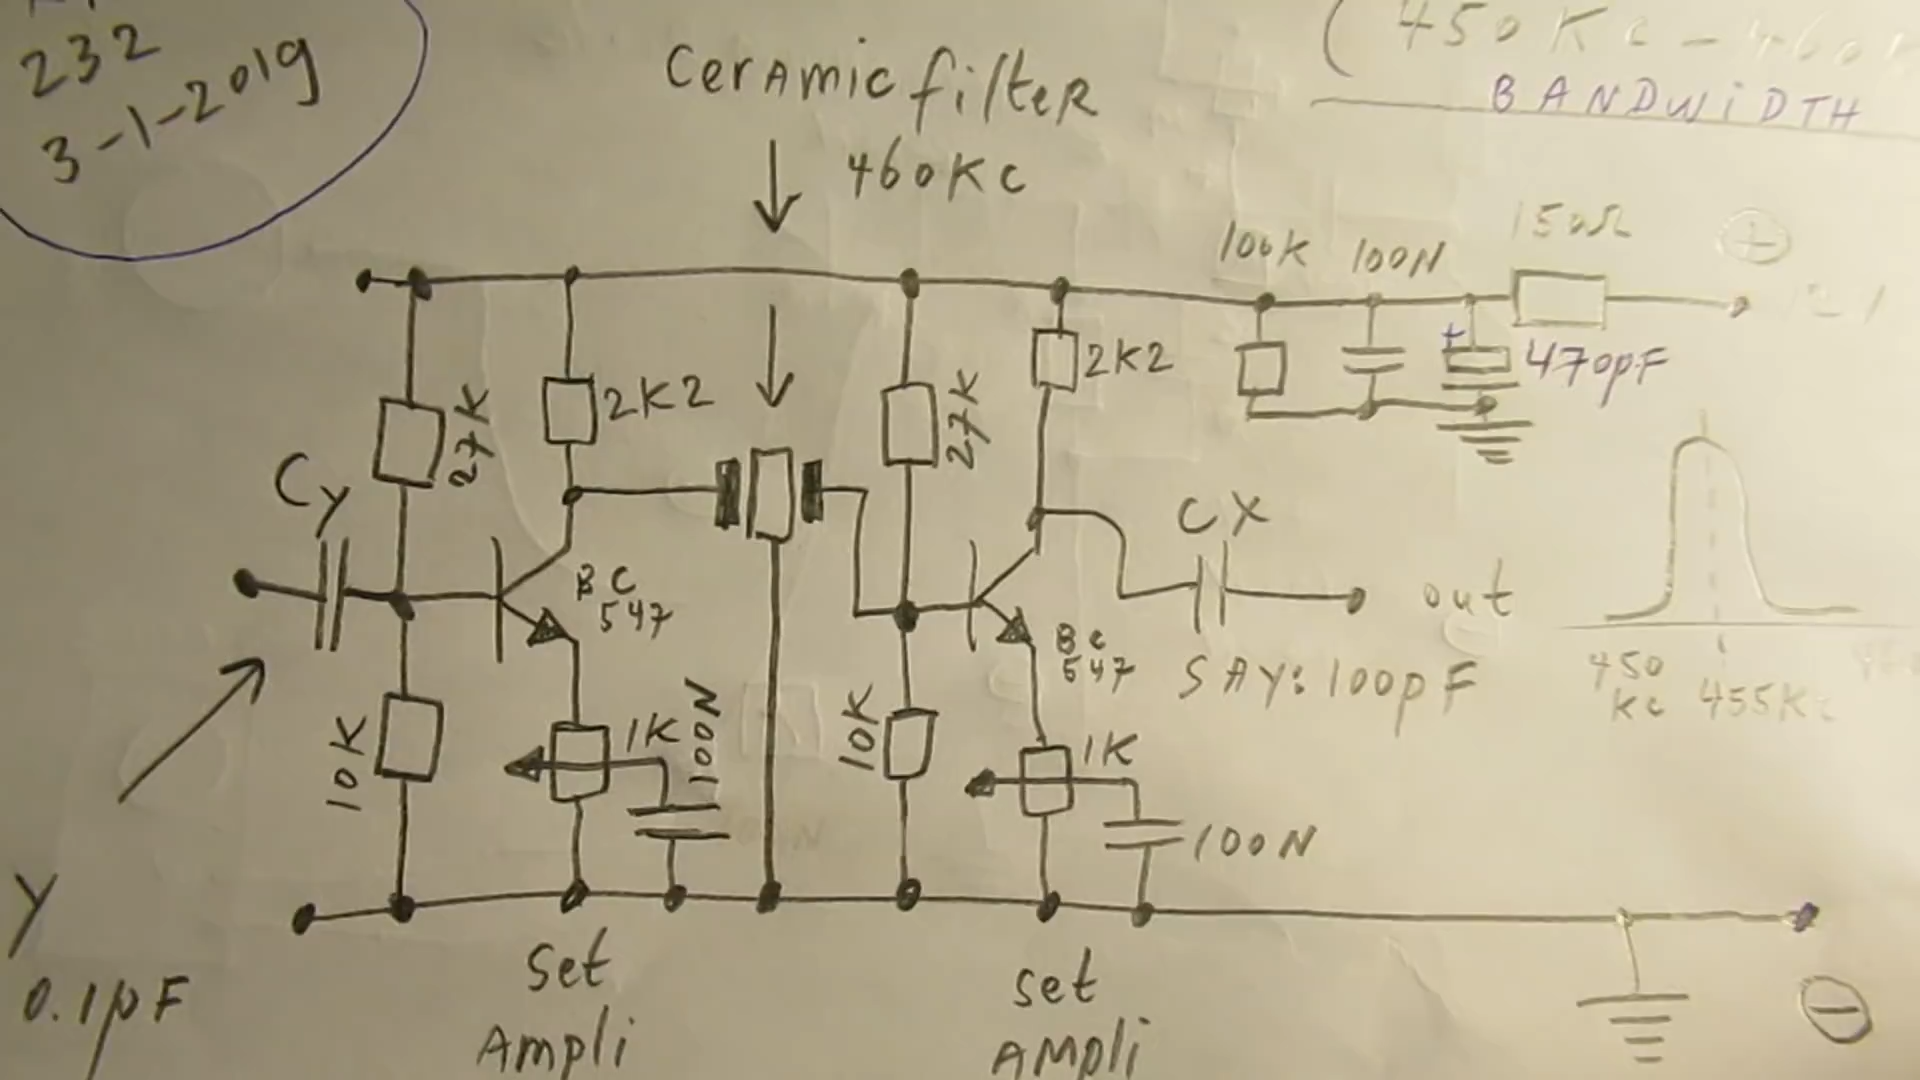 232
3-1-2019
Ceramic filter
460Kc
(450Kc-460K
BANDWIDTH
100K
100N
150Ω
+
2K2
470pF
+
27K
2K2
27K
Cy
CX
BC
547
out
BC
547
SAY: 100pF
450
Kc
455Kc
10K
1K
100N
10K
1K
100N
Y
0.1pF
Set
Ampli
set
AMpli
−